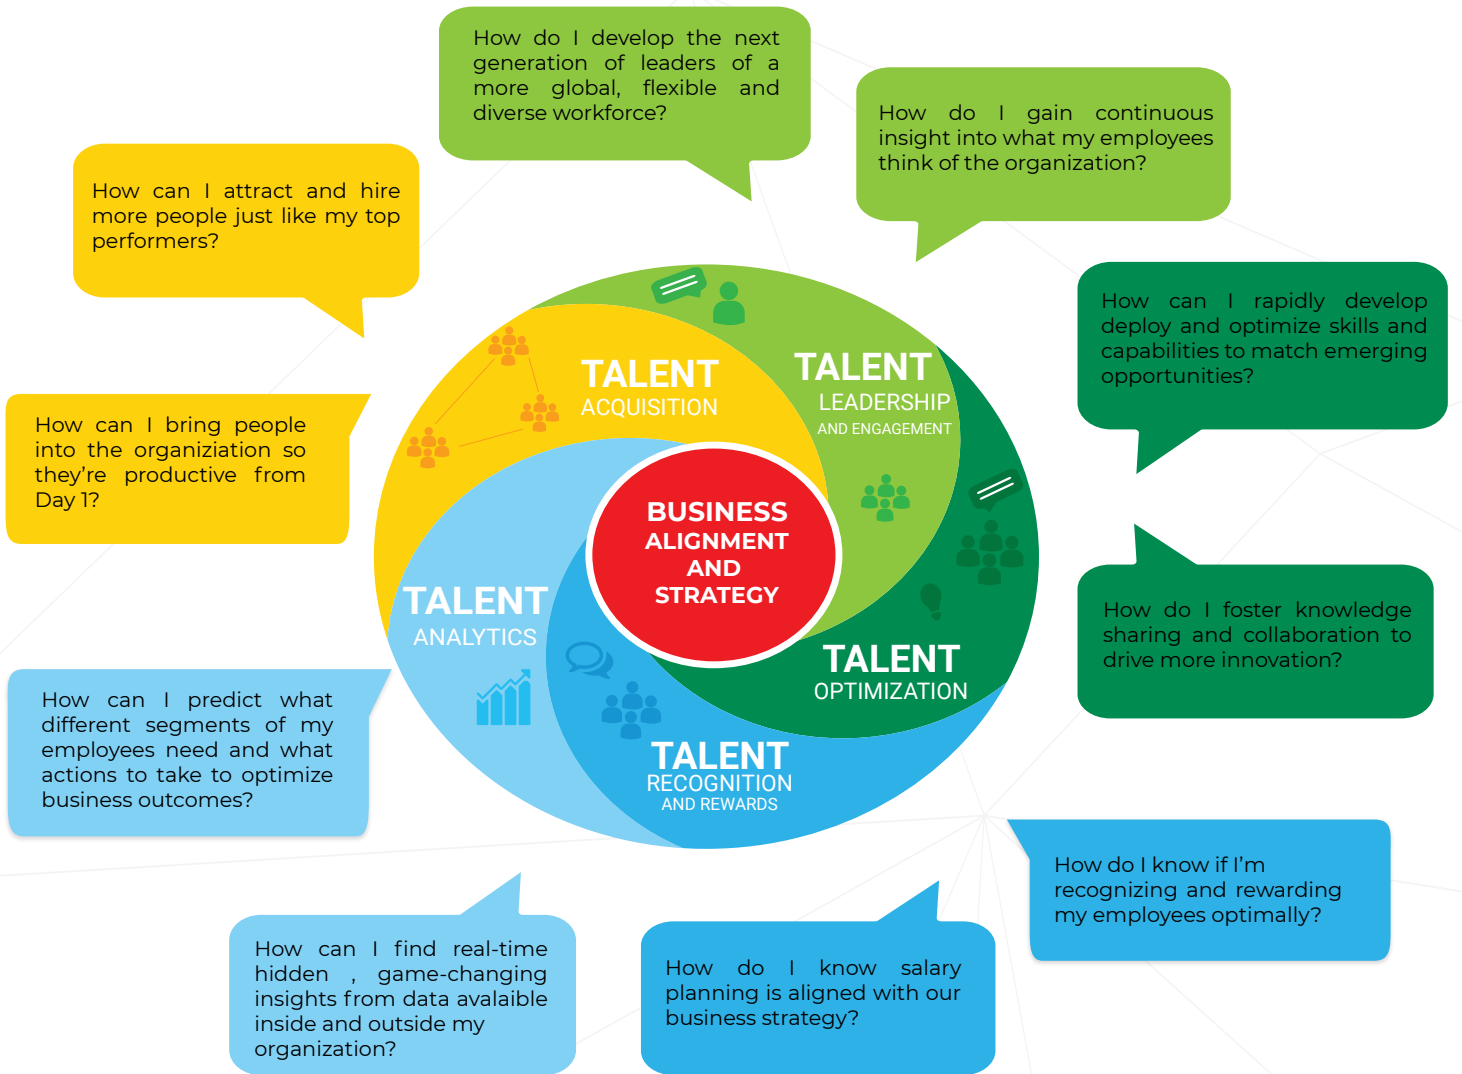 How do I develop the next
generation of leaders of a
more global, flexible and
diverse workforce?
How do I gain continuous
insight into what my employees
think of the organization?
How can I attract and hire
more people just like my top
performers?
How can I rapidly develop
deploy and optimize skills and
capabilities to match emerging
opportunities?
How can I bring people
into the organiziation so
they're productive from
Day 1?
TALENT
ACQUISITION
TALENT
LEADERSHIP
AND ENGAGEMENT
BUSINESS
ALIGNMENT
AND
STRATEGY
TALENT
ANALYTICS
TALENT
OPTIMIZATION
TALENT
RECOGNITION
AND REWARDS
How do I foster knowledge
sharing and collaboration to
drive more innovation?
How can I predict what
different segments of my
employees need and what
actions to take to optimize
business outcomes?
How do I know if I'm
recognizing and rewarding
my employees optimally?
How can I find real-time
hidden , game-changing
insights from data avalaible
inside and outside my
organization?
How do I know salary
planning is aligned with our
business strategy?